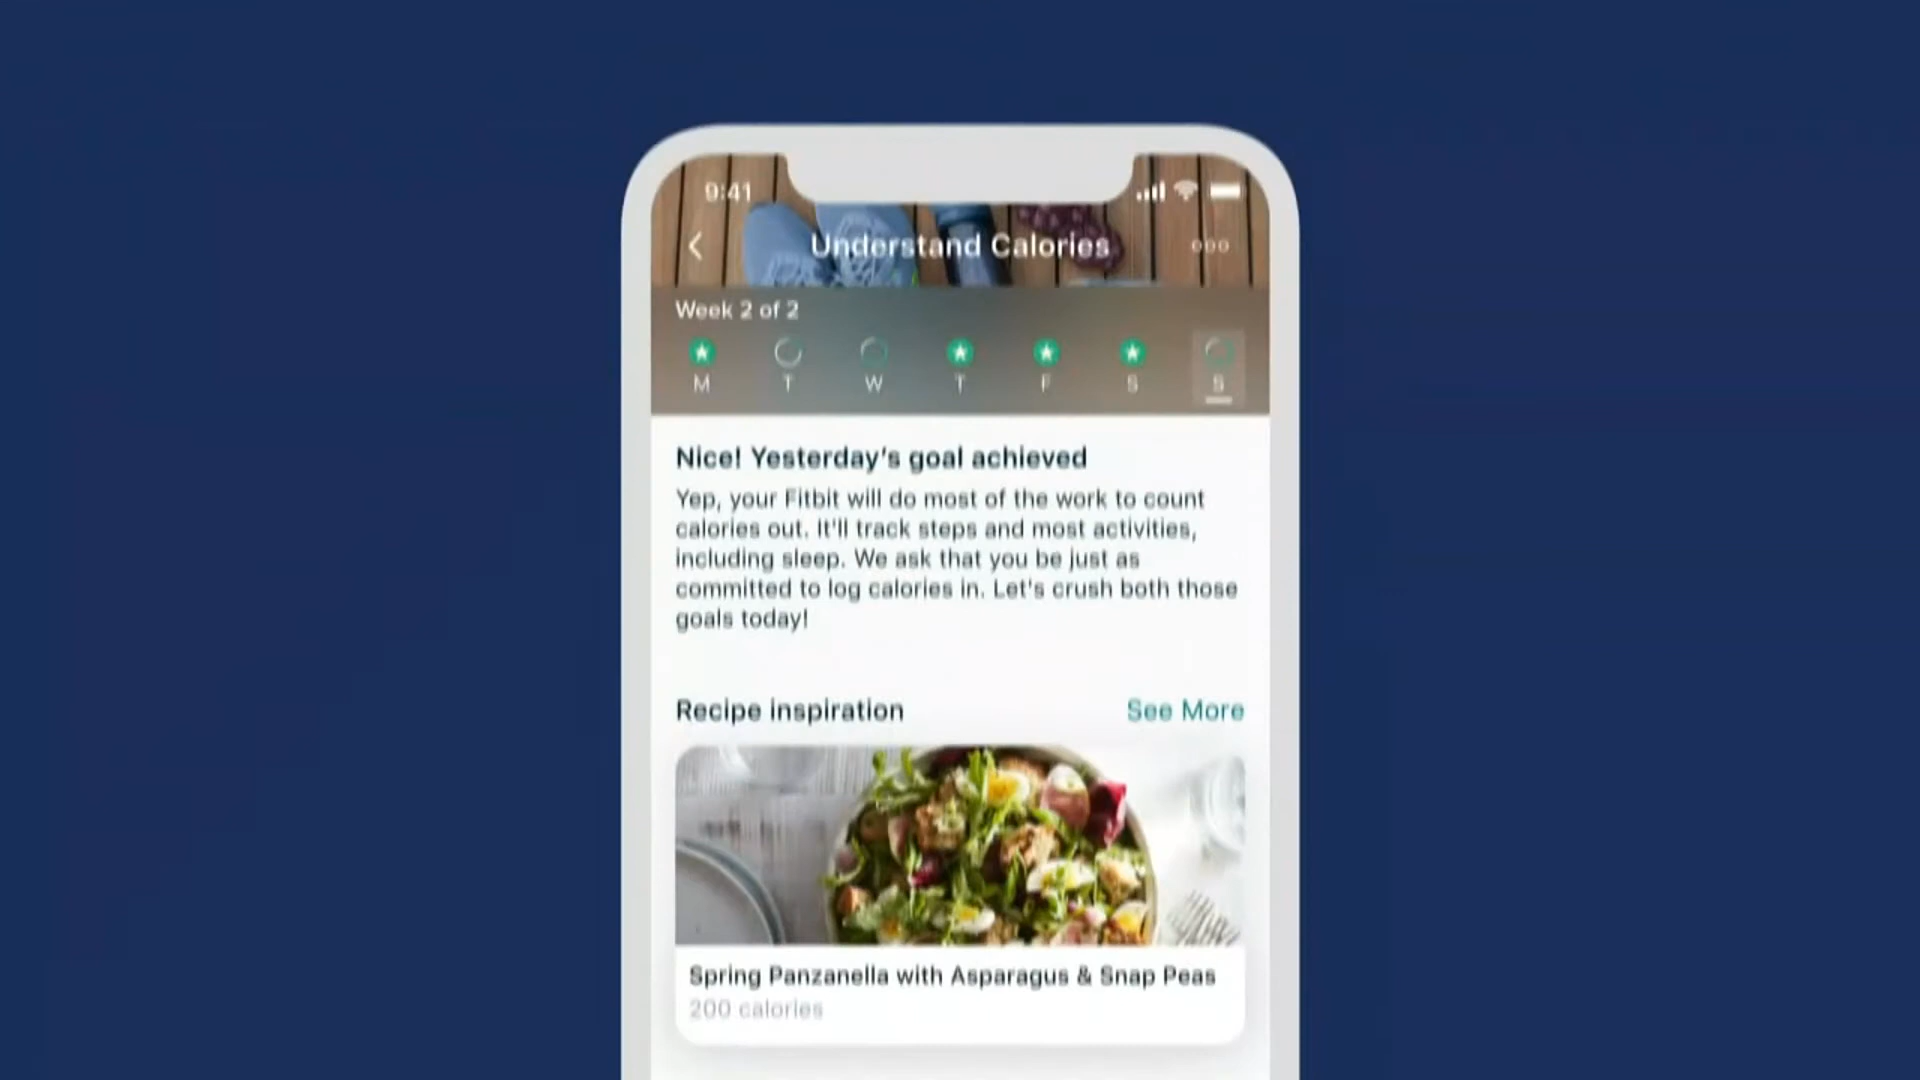 9:41
Understand Calories
Week 2 of 2
M T W T F S S
Nice! Yesterday's goal achieved
Yep, your Fitbit will do most of the work to count
calories out. It'll track steps and most activities,
including sleep. We ask that you be just as
committed to log calories in. Let's crush both those
goals today!
Recipe inspiration
See More
Spring Panzanella with Asparagus & Snap Peas
200 calories